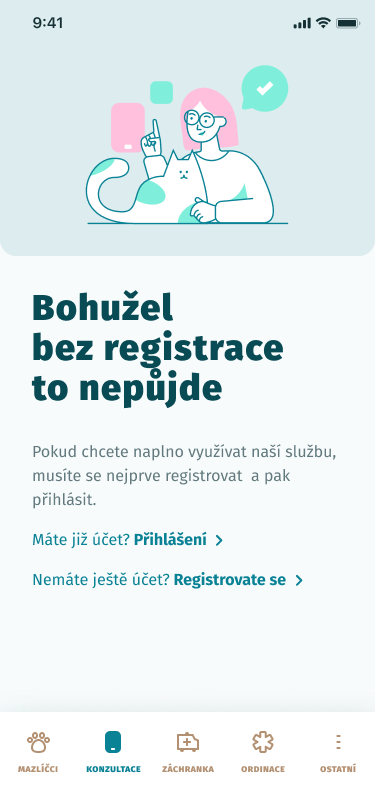 9:41
Bohužel
bez registrace
to nepůjde
Pokud chcete naplno využívat naší službu,
musíte se nejprve registrovat  a pak
přihlásit.
Máte již účet? Přihlášení
Nemáte ještě účet? Registrovate se
MAZLÍČCI KONZULTACE ZÁCHRANKA ORDINACE OSTATNÍ